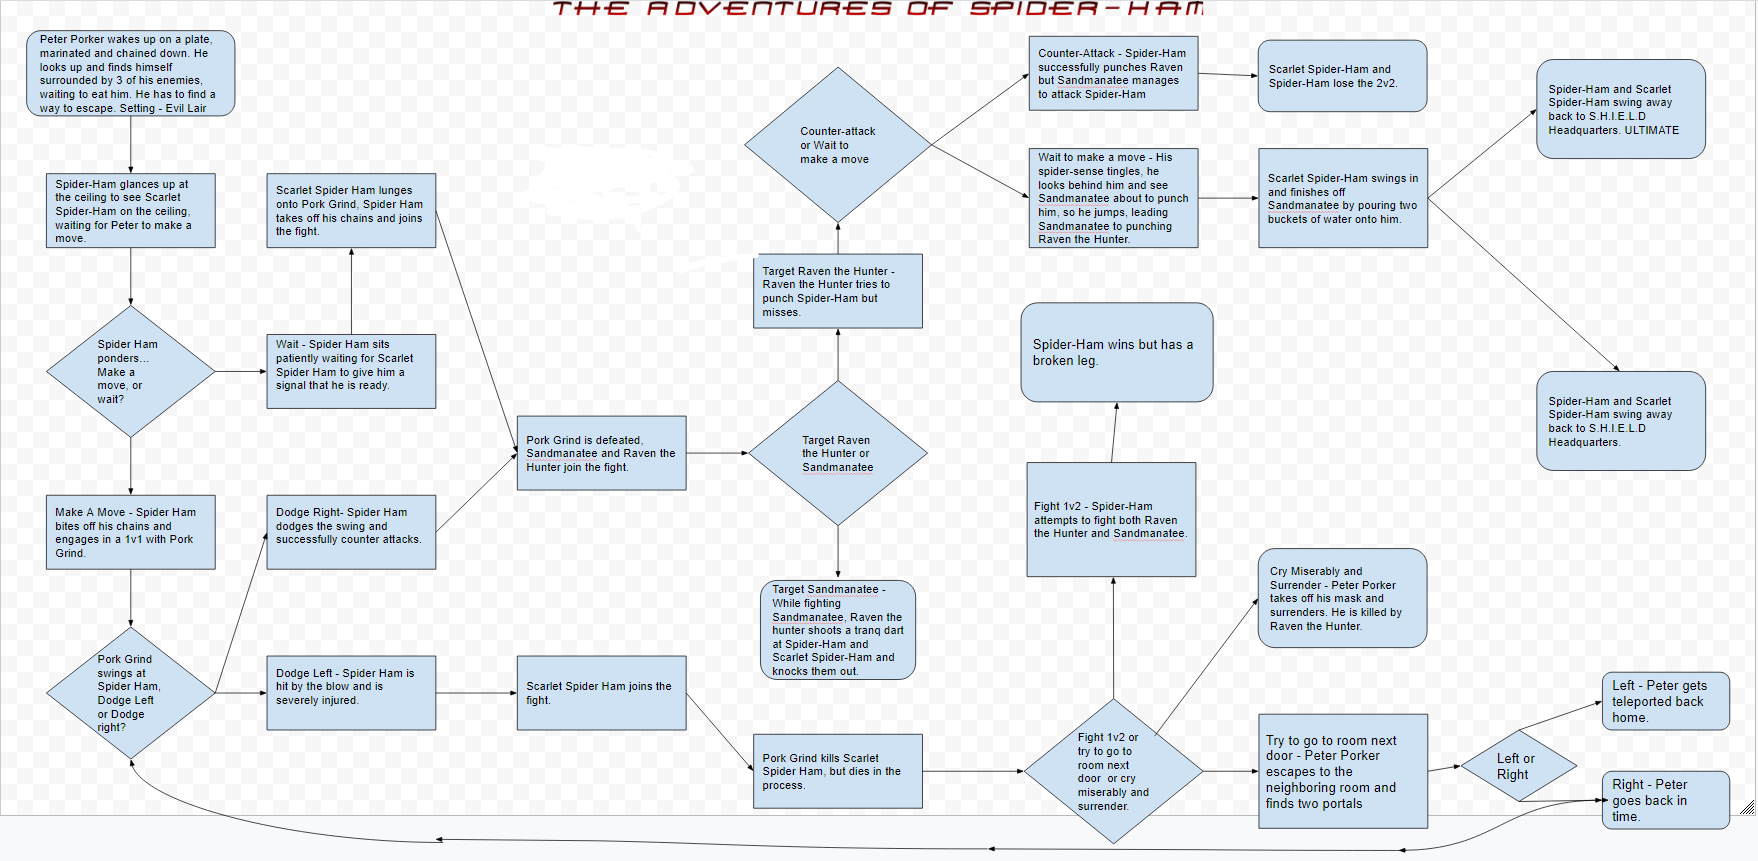 THE ADVENTURES OF SPIDER-HAM
Peter Porker wakes up on a plate,
marinated and chained down. He
looks up and finds himself
surrounded by 3 of his enemies,
waiting to eat him. He has to find a
way to escape. Setting - Evil Lair
Spider-Ham glances up at
the ceiling to see Scarlet
Spider-Ham on the ceiling,
waiting for Peter to make a
move.
Spider Ham
ponders...
Make a
move, or
wait?
Make A Move - Spider Ham
bites off his chains and
engages in a 1v1 with Pork
Grind.
Pork Grind
swings at
Spider Ham,
Dodge Left
or Dodge
right?
Scarlet Spider Ham lunges
onto Pork Grind, Spider Ham
takes off his chains and joins
the fight.
Wait - Spider Ham sits
patiently waiting for Scarlet
Spider Ham to give him a
signal that he is ready.
Dodge Right- Spider Ham
dodges the swing and
successfully counter attacks.
Dodge Left - Spider Ham is
hit by the blow and is
severely injured.
Pork Grind is defeated,
Sandmanatee and Raven the
Hunter join the fight.
Scarlet Spider Ham joins the
fight.
Counter-attack
or Wait to
make a move
Target Raven the Hunter -
Raven the Hunter tries to
punch Spider-Ham but
misses.
Target Raven
the Hunter or
Sandmanatee
Target Sandmanatee -
While fighting
Sandmanatee, Raven the
hunter shoots a tranq dart
at Spider-Ham and
Scarlet Spider-Ham and
knocks them out.
Pork Grind kills Scarlet
Spider Ham, but dies in the
process.
Counter-Attack - Spider-Ham
successfully punches Raven
but Sandmanatee manages
to attack Spider-Ham
Wait to make a move - His
spider-sense tingles, he
looks behind him and see
Sandmanatee about to punch
him, so he jumps, leading
Sandmanatee to punching
Raven the Hunter.
Spider-Ham wins but has a
broken leg.
Fight 1v2 - Spider-Ham
attempts to fight both Raven
the Hunter and Sandmanatee.
Fight 1v2 or
try to go to
room next
door or cry
miserably and
surrender.
Scarlet Spider-Ham and
Spider-Ham lose the 2v2.
Scarlet Spider-Ham swings in
and finishes off
Sandmanatee by pouring two
buckets of water onto him.
Cry Miserably and
Surrender - Peter Porker
takes off his mask and
surrenders. He is killed by
Raven the Hunter.
Try to go to room next
door - Peter Porker
escapes to the
neighboring room and
finds two portals
Spider-Ham and Scarlet
Spider-Ham swing away
back to S.H.I.E.L.D
Headquarters. ULTIMATE
Spider-Ham and Scarlet
Spider-Ham swing away
back to S.H.I.E.L.D
Headquarters.
Left or
Right
Left - Peter gets
teleported back
home.
Right - Peter
goes back in
time.